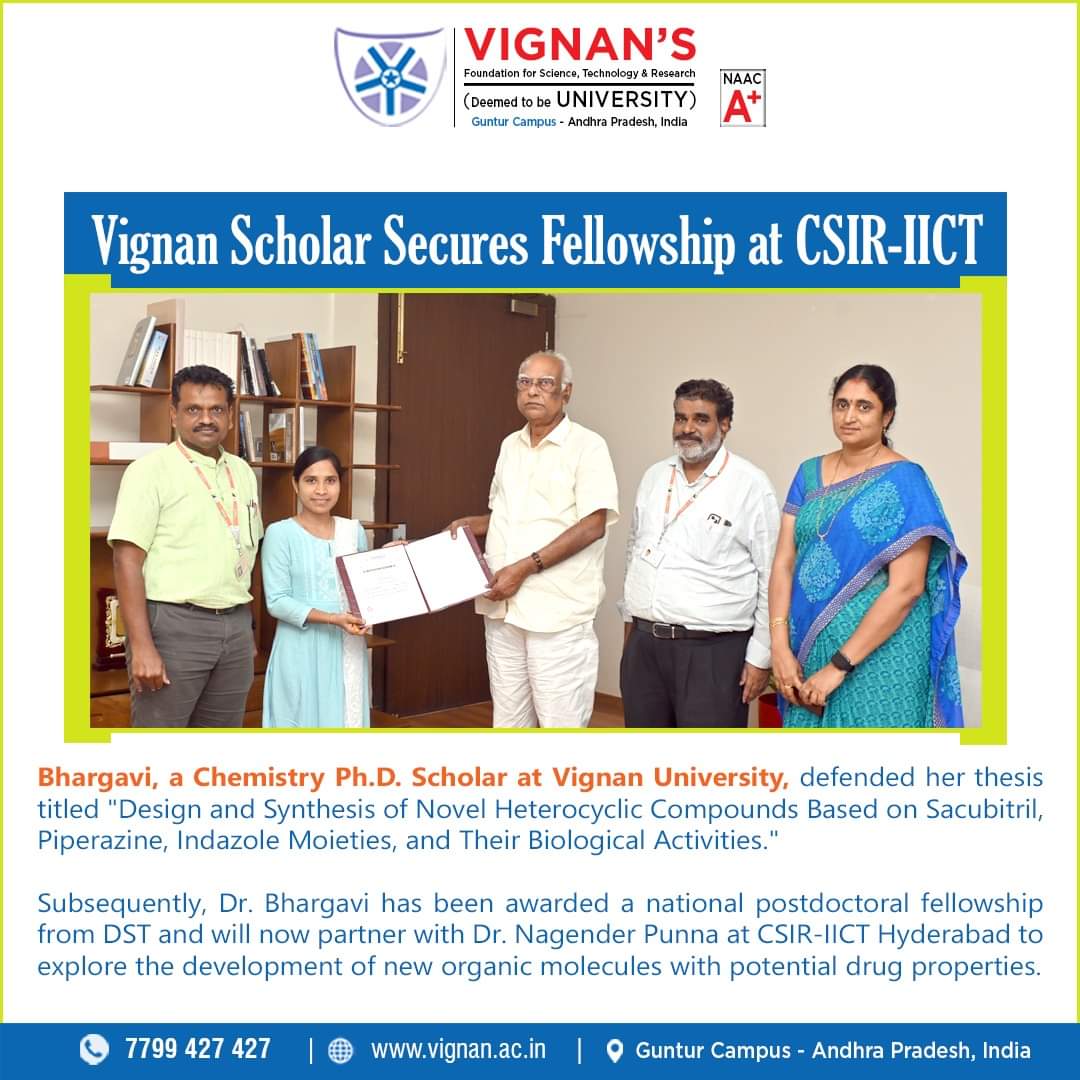 VIGNAN'S
Foundation for Science, Technology & Research
(Deemed to be UNIVERSITY)
Guntur Campus - Andhra Pradesh, India
NAAC
A+
Vignan Scholar Secures Fellowship at CSIR-IICT
Bhargavi, a Chemistry Ph.D. Scholar at Vignan University, defended her thesis
titled "Design and Synthesis of Novel Heterocyclic Compounds Based on Sacubitril,
Piperazine, Indazole Moieties, and Their Biological Activities."
Subsequently, Dr. Bhargavi has been awarded a national postdoctoral fellowship
from DST and will now partner with Dr. Nagender Punna at CSIR-IICT Hyderabad to
explore the development of new organic molecules with potential drug properties.
7799 427 427 | www.vignan.ac.in | Guntur Campus - Andhra Pradesh, India